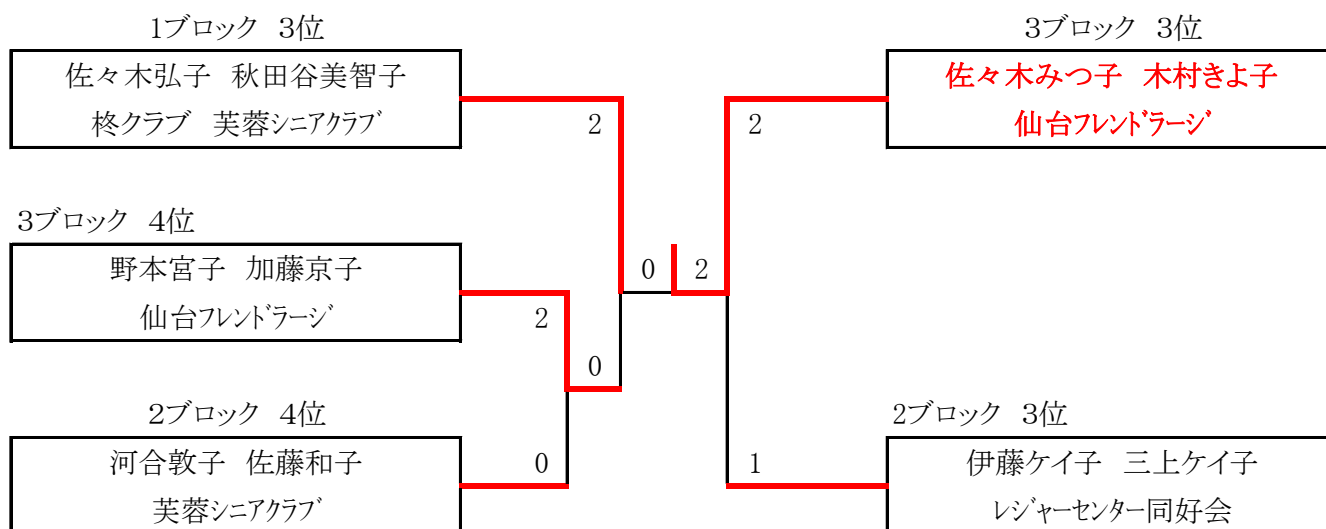 1ブロック 3位
佐々木弘子 秋田谷美智子
柊クラブ 芙蓉シニアクラブ
2
3ブロック 3位
佐々木みつ子 木村きよ子
仙台フレンドラージ
2
3ブロック 4位
野本宮子 加藤京子
仙台フレンドラージ
2
0
0 2
2ブロック 4位
河合敦子 佐藤和子
芙蓉シニアクラブ
0
2ブロック 3位
伊藤ケイ子 三上ケイ子
レジャーセンター同好会
1